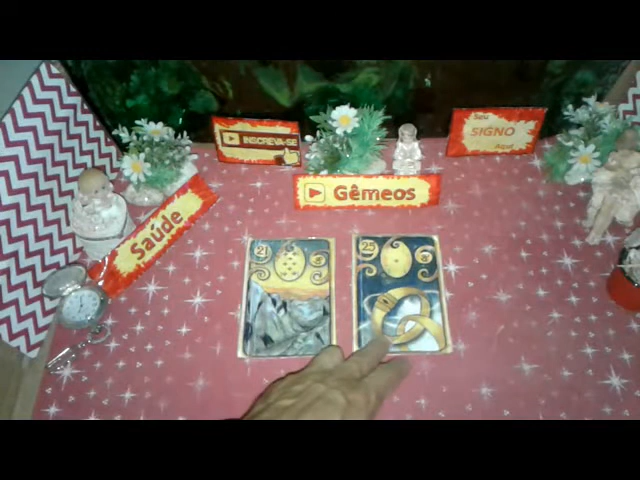 INSCREVA-SE
Seu
SIGNO
Aqui
Gêmeos
Saúde
21
25